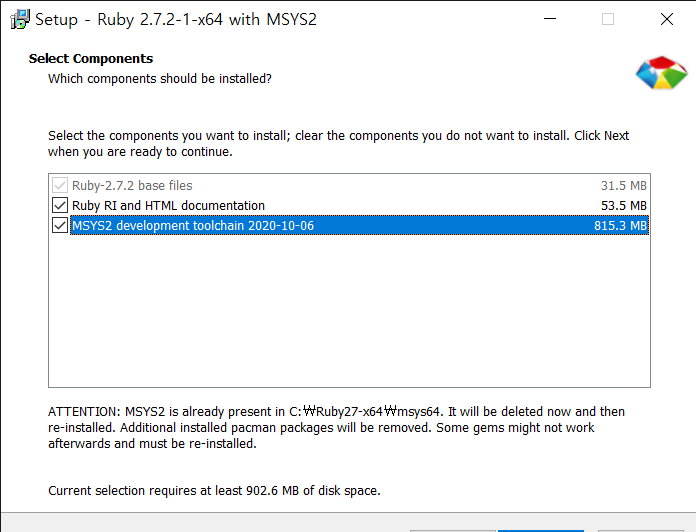 Setup - Ruby 2.7.2-1-x64 with MSYS2
Select Components
Which components should be installed?
Select the components you want to install; clear the components you do not want to install. Click Next
when you are ready to continue.
Ruby-2.7.2 base files 31.5 MB
Ruby RI and HTML documentation 53.5 MB
MSYS2 development toolchain 2020-10-06 815.3 MB
ATTENTION: MSYS2 is already present in C:₩Ruby27-x64₩msys64. It will be deleted now and then
re-installed. Additional installed pacman packages will be removed. Some gems might not work
afterwards and must be re-installed.
Current selection requires at least 902.6 MB of disk space.